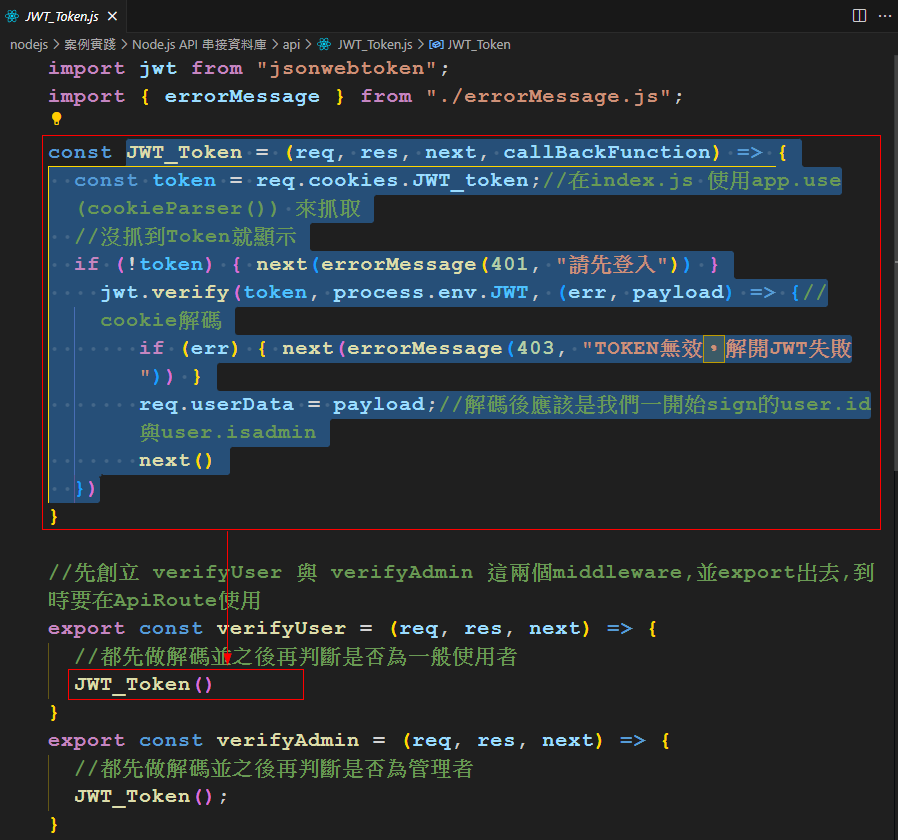 JWT_Token.js
nodejs > 案例實踐 > Node.js API 串接資料庫 > api > JWT_Token.js > JWT_Token
import jwt from "jsonwebtoken";
import { errorMessage } from "./errorMessage.js";
const JWT_Token = (req, res, next, callBackFunction) => {
const token = req.cookies.JWT_token;//在index.js 使用app.use
(cookieParser()) 來抓取
//沒抓到Token就顯示
if (!token) { next(errorMessage(401, "請先登入")) }
jwt.verify(token, process.env.JWT, (err, payload) => {//
cookie解碼
if (err) { next(errorMessage(403, "TOKEN無效，解開JWT失敗
")) }
req.userData = payload;//解碼後應該是我們一開始sign的user.id
與user.isadmin
next()
})
}
//先創立 verifyUser 與 verifyAdmin 這兩個middleware,並export出去,到
時要在ApiRoute使用
export const verifyUser = (req, res, next) => {
//都先做解碼並之後再判斷是否為一般使用者
JWT_Token()
}
export const verifyAdmin = (req, res, next) => {
//都先做解碼並之後再判斷是否為管理者
JWT_Token();
}